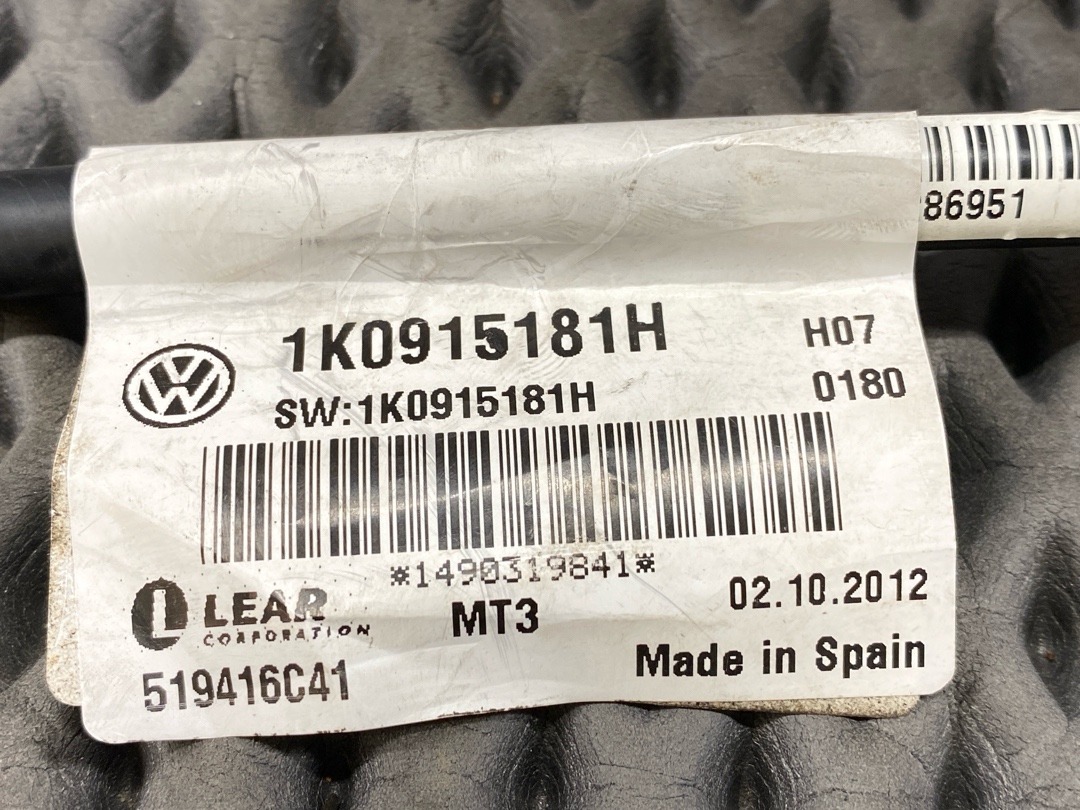 86951
1K0915181H H07
SW:1K0915181H 0180
*1490319841*
LEAR
CORPORATION
MT3 02.10.2012
519416C41 Made in Spain